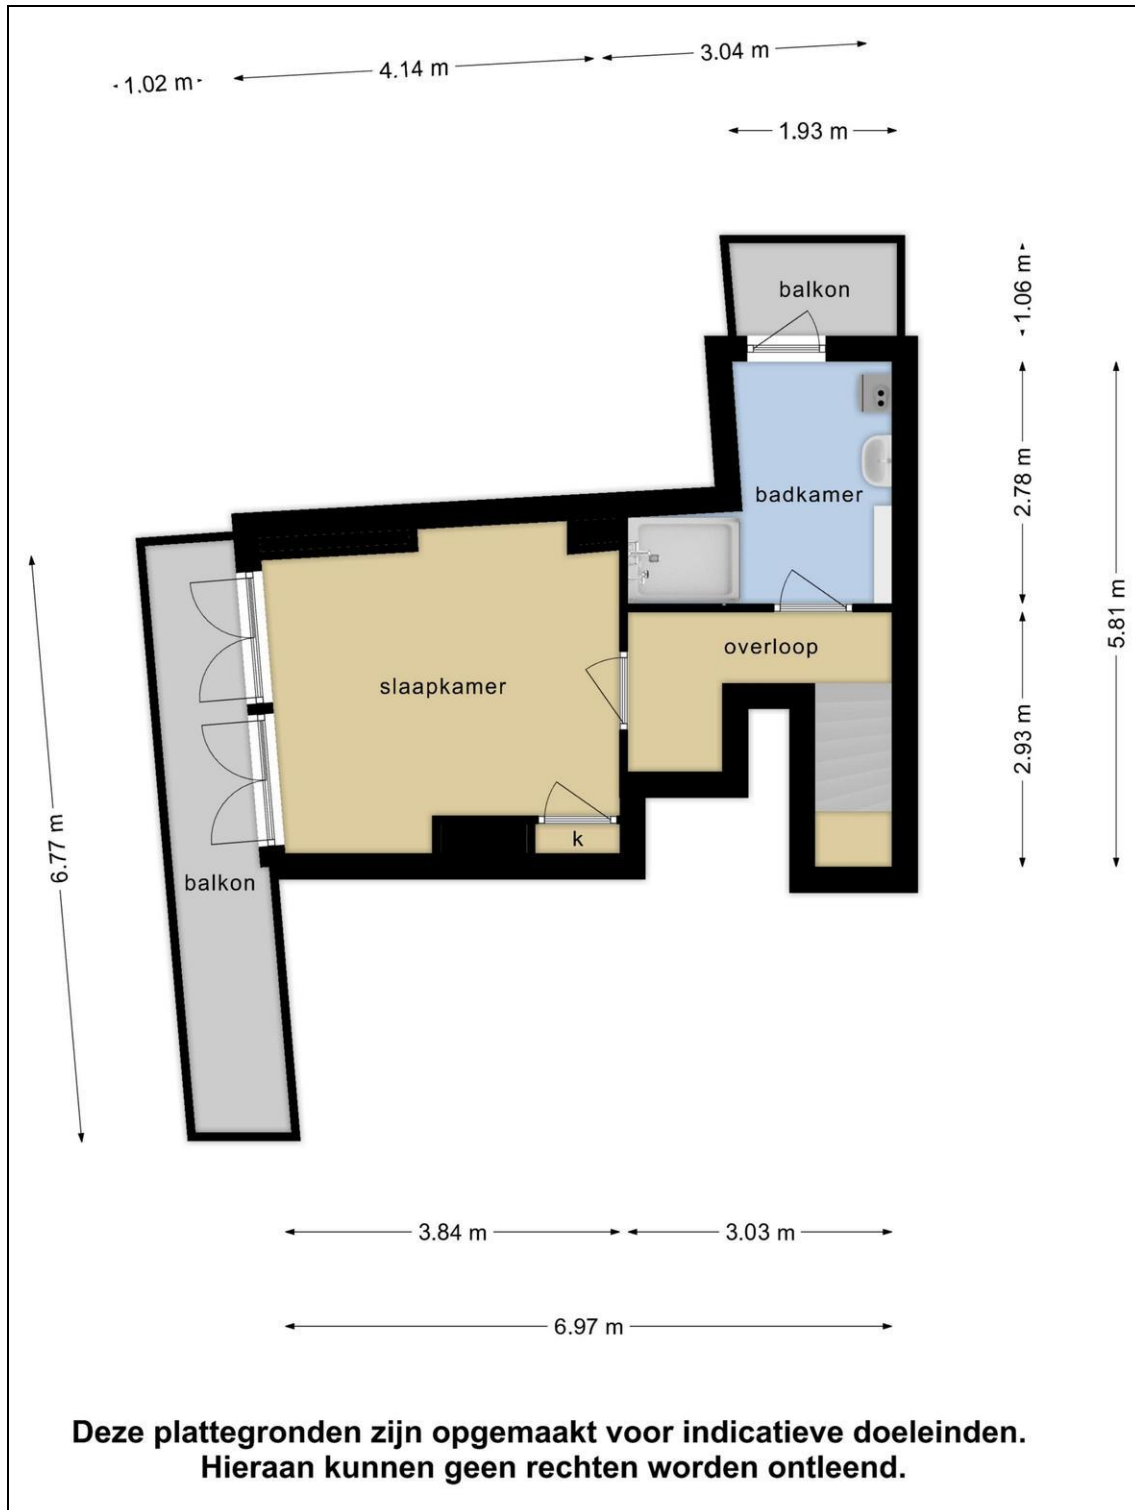 1.02 m
4.14 m
3.04 m
1.93 m
balkon
1.06 m
badkamer
2.78 m
overloop
5.81 m
slaapkamer
2.93 m
k
6.77 m
balkon
3.84 m
3.03 m
6.97 m
Deze plattegronden zijn opgemaakt voor indicatieve doeleinden.
Hieraan kunnen geen rechten worden ontleend.